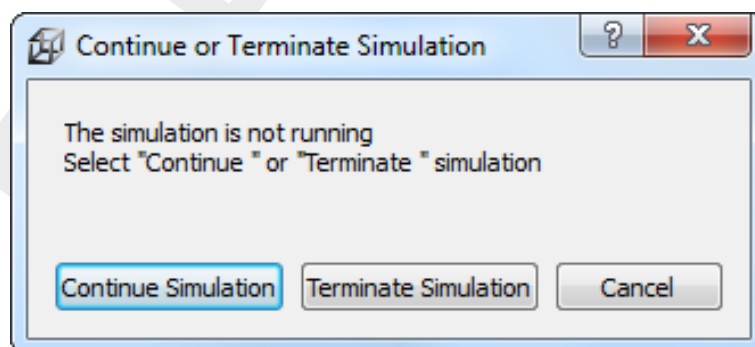 Continue or Terminate Simulation
The simulation is not running
Select "Continue " or "Terminate " simulation
Continue Simulation Terminate Simulation Cancel